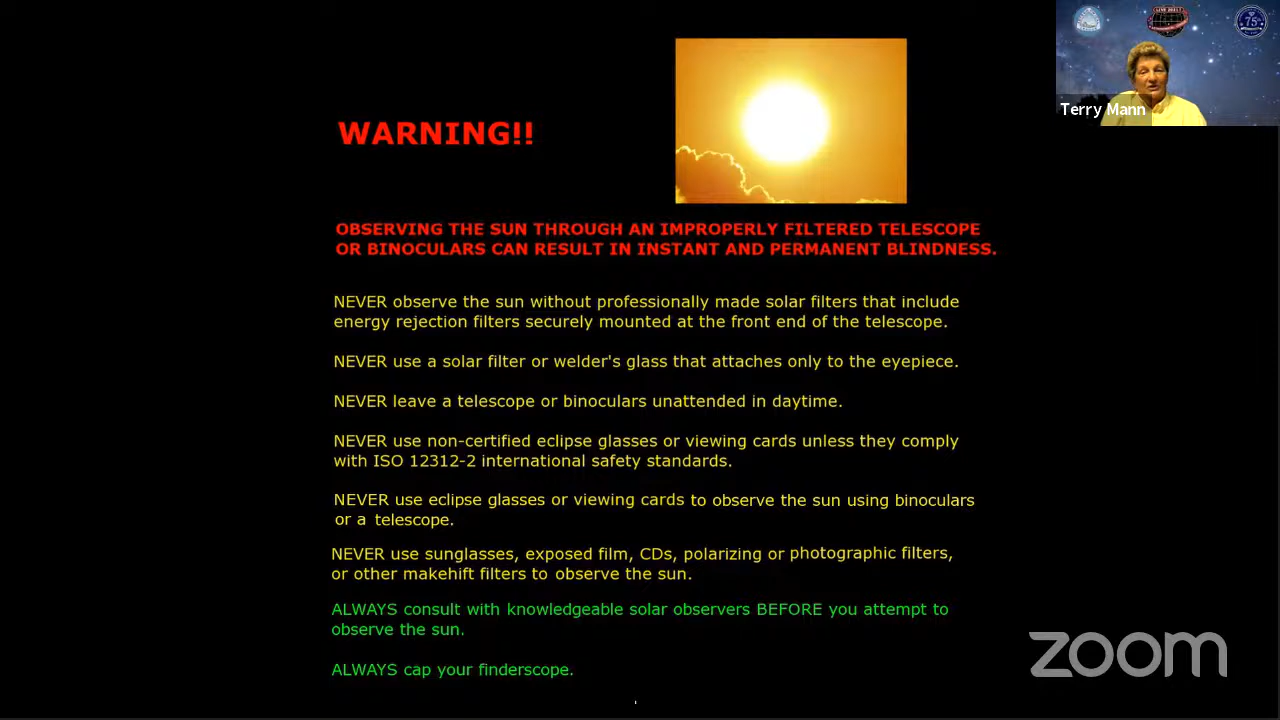 WARNING!!
Terry Mann
OBSERVING THE SUN THROUGH AN IMPROPERLY FILTERED TELESCOPE
OR BINOCULARS CAN RESULT IN INSTANT AND PERMANENT BLINDNESS.
NEVER observe the sun without professionally made solar filters that include
energy rejection filters securely mounted at the front end of the telescope.
NEVER use a solar filter or welder's glass that attaches only to the eyepiece.
NEVER leave a telescope or binoculars unattended in daytime.
NEVER use non-certified eclipse glasses or viewing cards unless they comply
with ISO 12312-2 international safety standards.
NEVER use eclipse glasses or viewing cards to observe the sun using binoculars
or a telescope.
NEVER use sunglasses, exposed film, CDs, polarizing or photographic filters,
or other makehift filters to observe the sun.
ALWAYS consult with knowledgeable solar observers BEFORE you attempt to
observe the sun.
ALWAYS cap your finderscope.
zoom